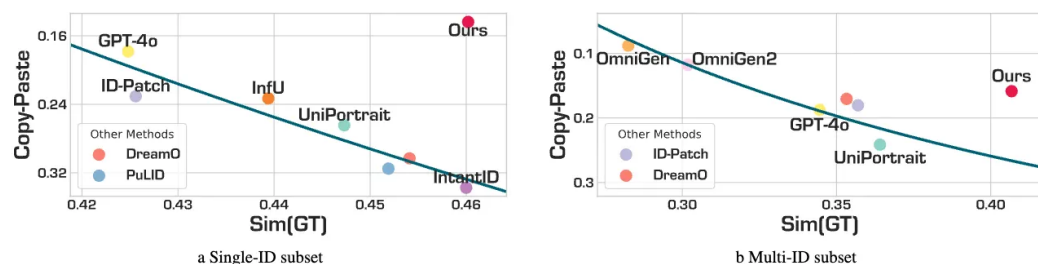 Copy-Paste
0.16
0.24
0.32
GPT-4o
Ours
ID-Patch
InfU
UniPortrait
IntantID
Other Methods
DreamO
PuLID
0.42
0.43
0.44
0.45
0.46
Sim(GT)
a Single-ID subset
Copy-Paste
0.1
0.2
0.3
OmniGen
OmniGen2
Ours
GPT-4o
UniPortrait
Other Methods
ID-Patch
DreamO
0.30
0.35
0.40
Sim(GT)
b Multi-ID subset